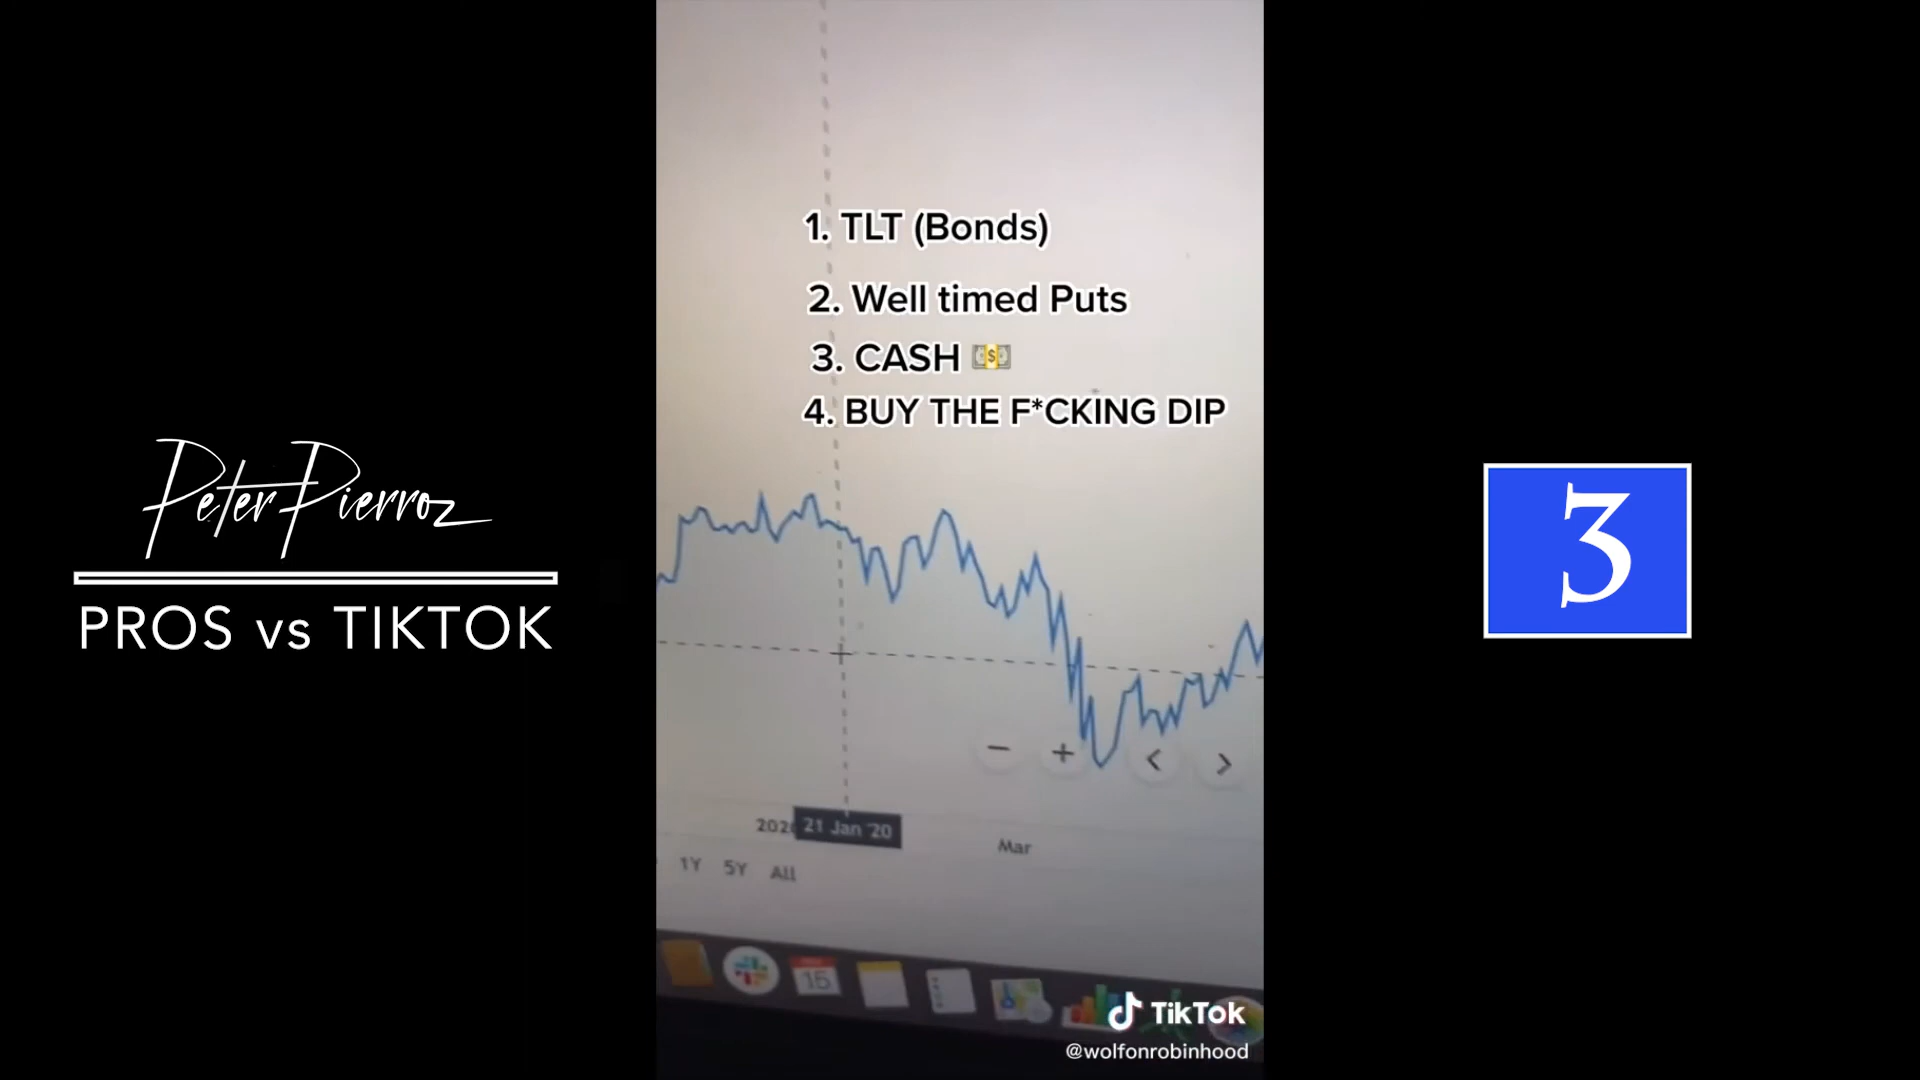 1. TLT (Bonds)
2. Well timed Puts
3. CASH 💵
4. BUY THE F*CKING DIP
Peter Pierroz
PROS vs TIKTOK
3
21 Jan '20
Mar
1Y 5Y All
15
TikTok
@wolfonrobinhood